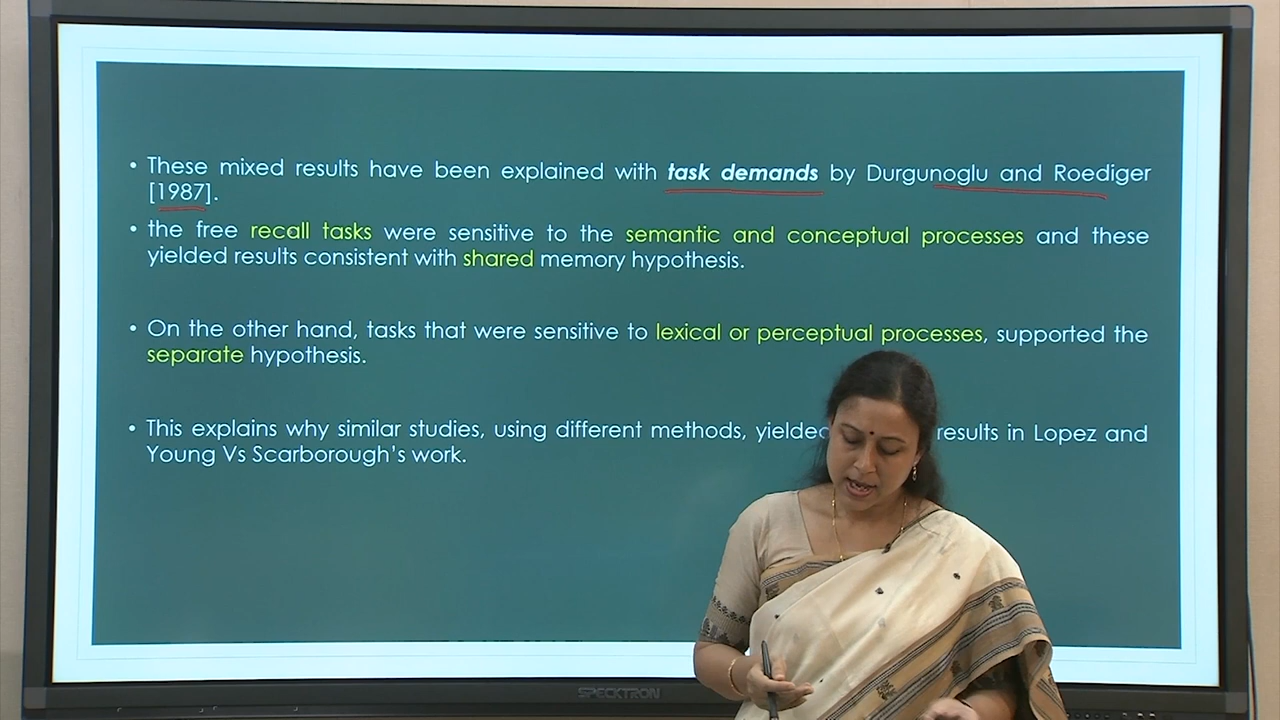 • These mixed results have been explained with task demands by Durgunoglu and Roediger
[1987].
• the free recall tasks were sensitive to the semantic and conceptual processes and these
yielded results consistent with shared memory hypothesis.
• On the other hand, tasks that were sensitive to lexical or perceptual processes, supported the
separate hypothesis.
• This explains why similar studies, using different methods, yielded results in Lopez and
Young Vs Scarborough's work.
SPECKTRON